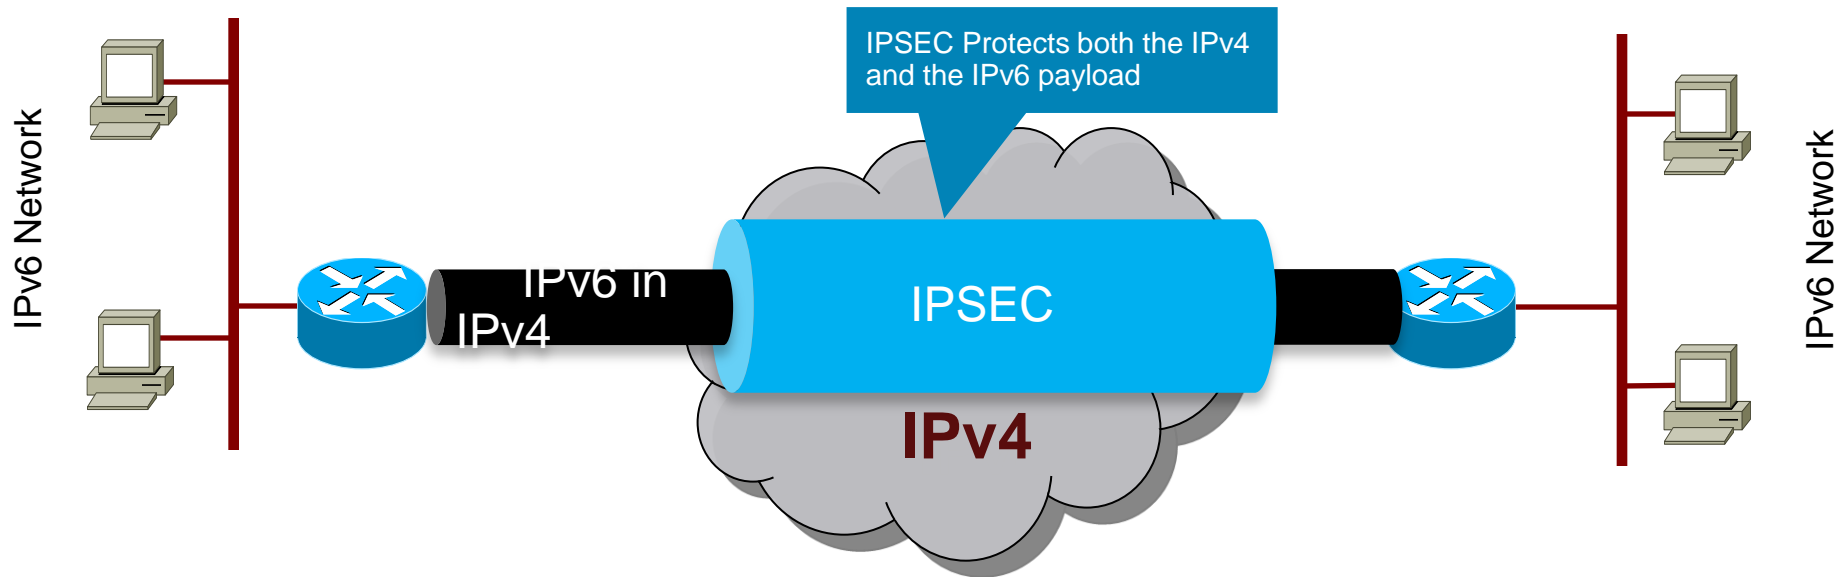 IPSEC Protects both the IPv4
and the IPv6 payload
IPv6 Network
IPv6 in
IPv4
IPSEC
IPv4
IPv6 Network